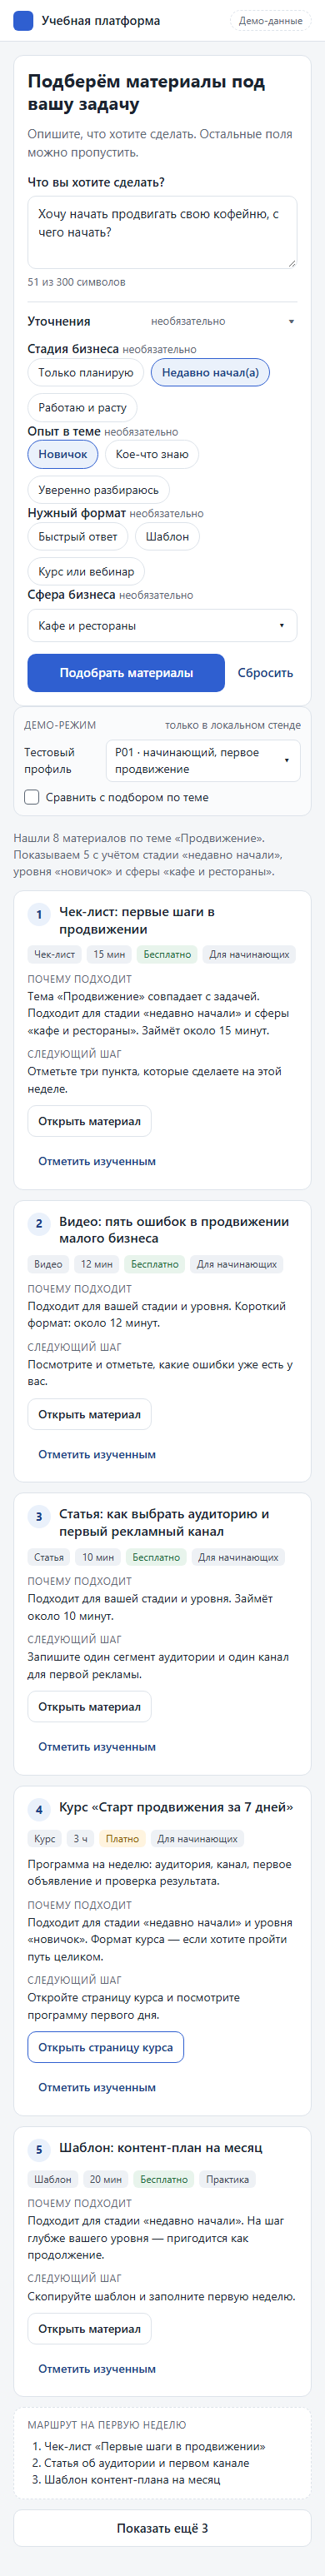 Учебная платформа
Демо-данные
Подберём материалы под
вашу задачу
Опишите, что хотите сделать. Остальные поля
можно пропустить.
Что вы хотите сделать?
Хочу начать продвигать свою кофейню, с
чего начать?
51 из 300 символов
Уточнения необязательно
Стадия бизнеса необязательно
Только планирую Недавно начал(а)
Работаю и расту
Опыт в теме необязательно
Новичок Кое-что знаю
Уверенно разбираюсь
Нужный формат необязательно
Быстрый ответ Шаблон
Курс или вебинар
Сфера бизнеса необязательно
Кафе и рестораны
Подобрать материалы Сбросить
ДЕМО-РЕЖИМ только в локальном стенде
Тестовый
профиль
P01 · начинающий, первое
продвижение
Сравнить с подбором по теме
Нашли 8 материалов по теме «Продвижение».
Показываем 5 с учётом стадии «недавно начали»,
уровня «новичок» и сферы «кафе и рестораны».
1 Чек-лист: первые шаги в
продвижении
Чек-лист 15 мин Бесплатно Для начинающих
ПОЧЕМУ ПОДХОДИТ
Тема «Продвижение» совпадает с задачей.
Подходит для стадии «недавно начали» и сферы
«кафе и рестораны». Займёт около 15 минут.
СЛЕДУЮЩИЙ ШАГ
Отметьте три пункта, которые сделаете на этой
неделе.
Открыть материал
Отметить изученным
2 Видео: пять ошибок в продвижении
малого бизнеса
Видео 12 мин Бесплатно Для начинающих
ПОЧЕМУ ПОДХОДИТ
Подходит для вашей стадии и уровня. Короткий
формат: около 12 минут.
СЛЕДУЮЩИЙ ШАГ
Посмотрите и отметьте, какие ошибки уже есть у
вас.
Открыть материал
Отметить изученным
3 Статья: как выбрать аудиторию и
первый рекламный канал
Статья 10 мин Бесплатно Для начинающих
ПОЧЕМУ ПОДХОДИТ
Подходит для вашей стадии и уровня. Займёт
около 10 минут.
СЛЕДУЮЩИЙ ШАГ
Запишите один сегмент аудитории и один канал
для первой рекламы.
Открыть материал
Отметить изученным
4 Курс «Старт продвижения за 7 дней»
Курс 3 ч Платно Для начинающих
Программа на неделю: аудитория, канал, первое
объявление и проверка результата.
ПОЧЕМУ ПОДХОДИТ
Подходит для стадии «недавно начали» и уровня
«новичок». Формат курса — если хотите пройти
путь целиком.
СЛЕДУЮЩИЙ ШАГ
Откройте страницу курса и посмотрите
программу первого дня.
Открыть страницу курса
Отметить изученным
5 Шаблон: контент-план на месяц
Шаблон 20 мин Бесплатно Практика
ПОЧЕМУ ПОДХОДИТ
Подходит для стадии «недавно начали». На шаг
глубже вашего уровня — пригодится как
продолжение.
СЛЕДУЮЩИЙ ШАГ
Скопируйте шаблон и заполните первую неделю.
Открыть материал
Отметить изученным
МАРШРУТ НА ПЕРВУЮ НЕДЕЛЮ
1. Чек-лист «Первые шаги в продвижении»
2. Статья об аудитории и первом канале
3. Шаблон контент-плана на месяц
Показать ещё 3